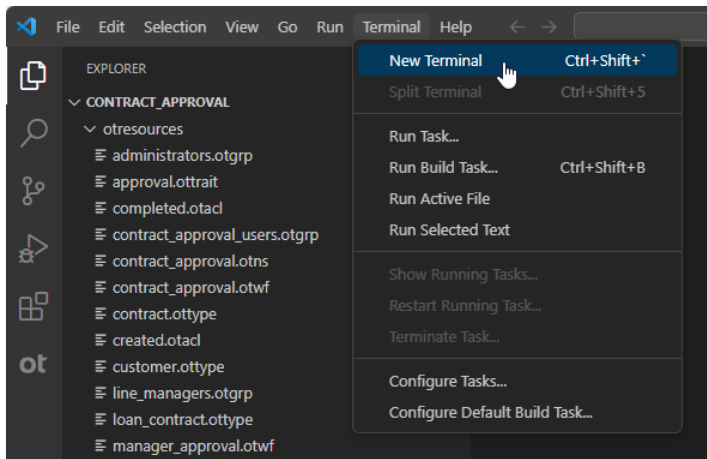 File Edit Selection View Go Run Terminal Help
EXPLORER
CONTRACT_APPROVAL
otresources
administrators.otgrp
approval.ottrait
completed.otacl
contract_approval_users.otgrp
contract_approval.otns
contract_approval.otwf
contract.ottype
created.otacl
customer.ottype
line_managers.otgrp
loan_contract.ottype
manager_approval.otwf
ot
New Terminal Ctrl+Shift+`
Split Terminal Ctrl+Shift+5
Run Task...
Run Build Task... Ctrl+Shift+B
Run Active File
Run Selected Text
Show Running Tasks...
Restart Running Task...
Terminate Task...
Configure Tasks...
Configure Default Build Task...